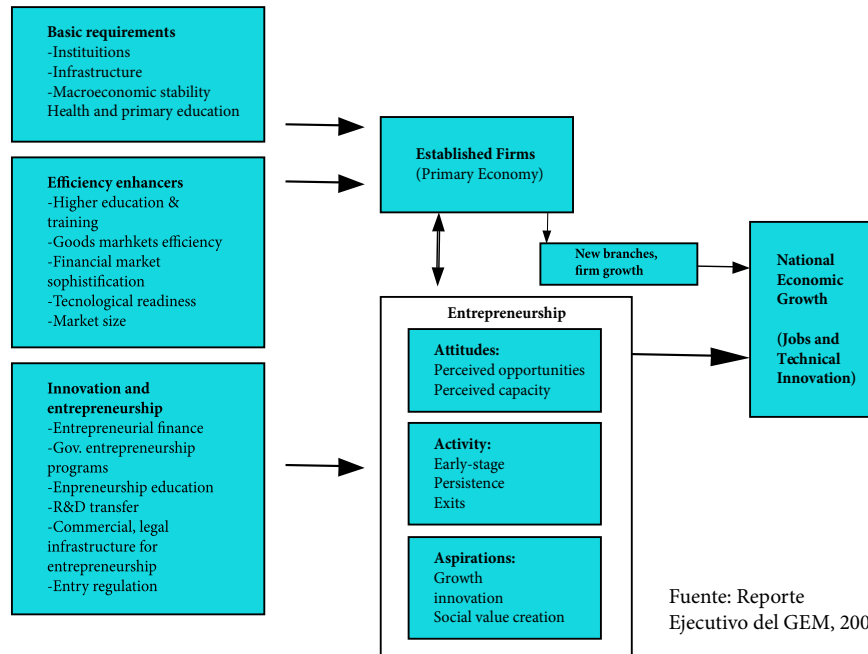 Basic requirements
-Instituitions
-Infrastructure
-Macroeconomic stability
Health and primary education
Efficiency enhancers
-Higher education &
training
-Goods marhkets efficiency
-Financial market
sophistification
-Tecnological readiness
-Market size
Innovation and
entrepreneurship
-Entrepreneurial finance
-Gov. entrepreneurship
programs
-Enpreneurship education
-R&D transfer
-Commercial, legal
infrastructure for
entrepreneurship
-Entry regulation
Established Firms
(Primary Economy)
New branches,
firm growth
Entrepreneurship
Attitudes:
Perceived opportunities
Perceived capacity
Activity:
Early-stage
Persistence
Exits
Aspirations:
Growth
innovation
Social value creation
National
Economic
Growth
(Jobs and
Technical
Innovation)
Fuente: Reporte
Ejecutivo del GEM, 200